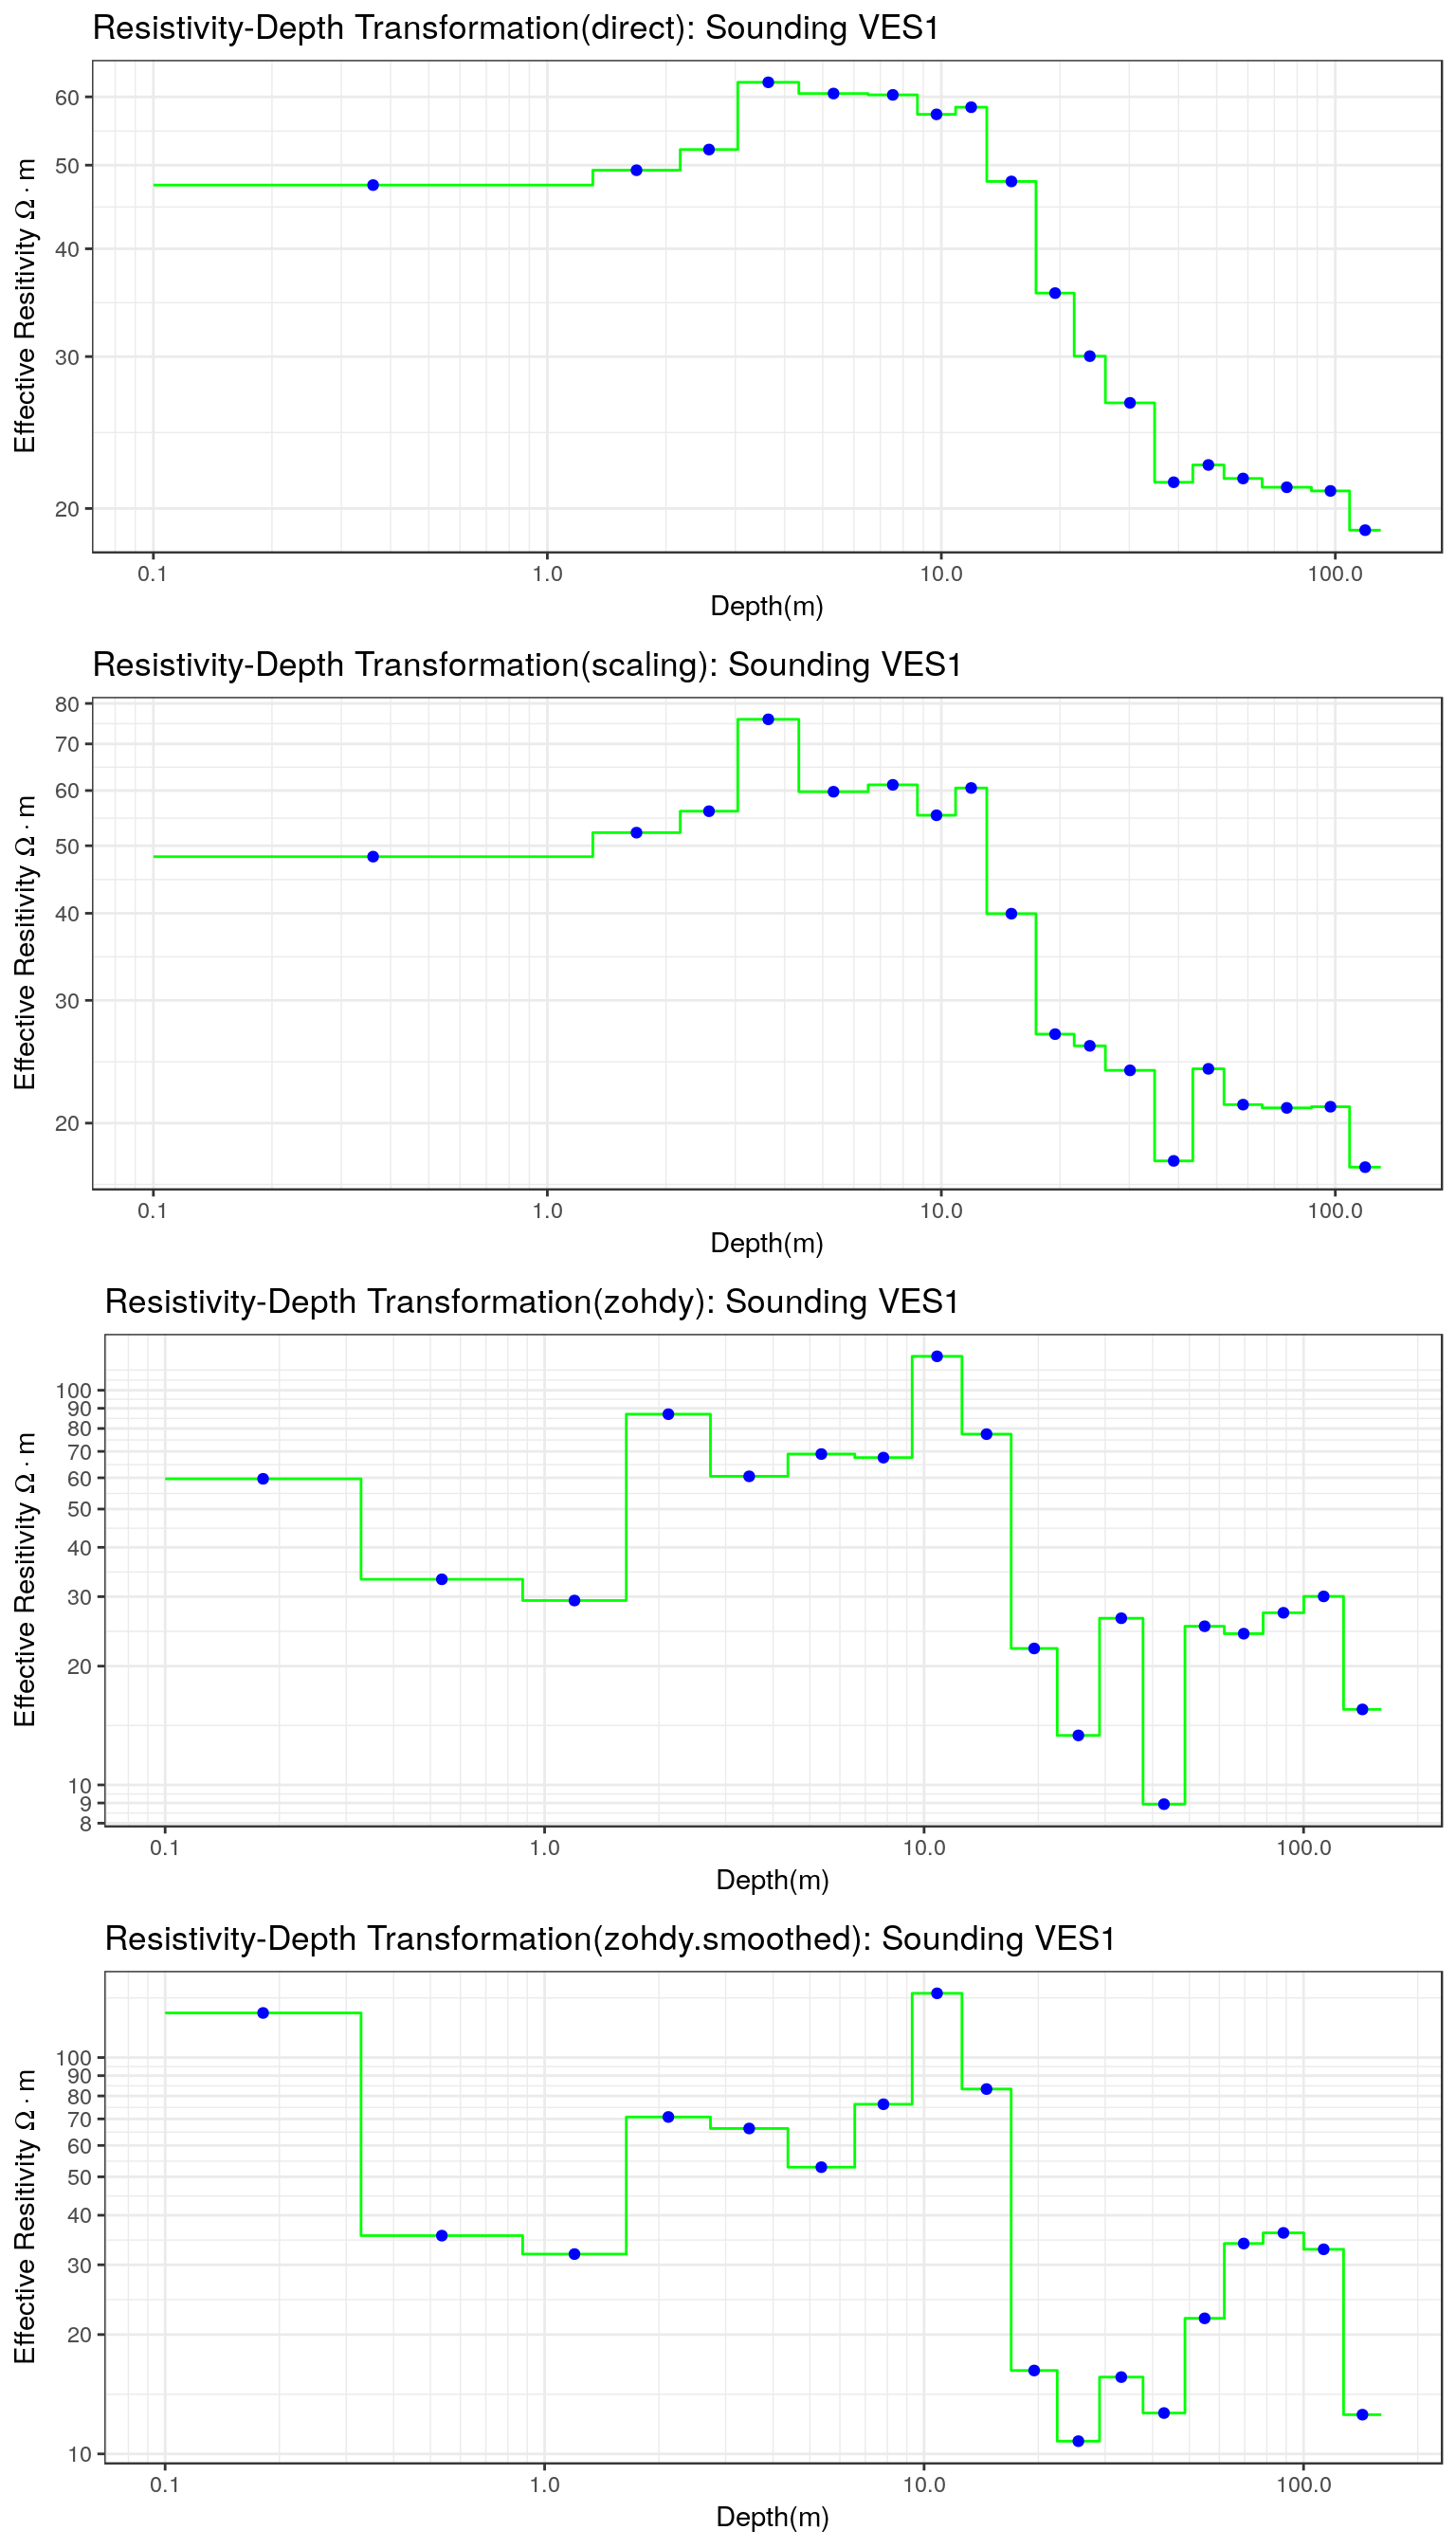 Resistivity-Depth Transformation(direct): Sounding VES1
Effective Resitivity Ω · m
60
50
40
30
20
0.1 1.0 10.0 100.0
Depth(m)
Resistivity-Depth Transformation(scaling): Sounding VES1
Effective Resitivity Ω · m
80
70
60
50
40
30
20
0.1 1.0 10.0 100.0
Depth(m)
Resistivity-Depth Transformation(zohdy): Sounding VES1
Effective Resitivity Ω · m
100
90
80
70
60
50
40
30
20
10
9
8
0.1 1.0 10.0 100.0
Depth(m)
Resistivity-Depth Transformation(zohdy.smoothed): Sounding VES1
Effective Resitivity Ω · m
100
90
80
70
60
50
40
30
20
10
0.1 1.0 10.0 100.0
Depth(m)